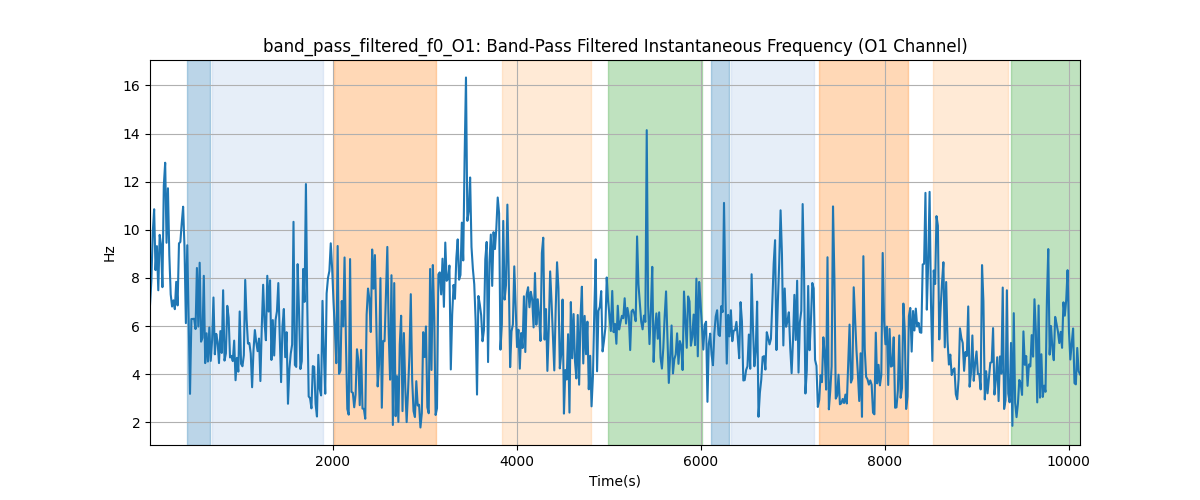 band_pass_filtered_f0_O1: Band-Pass Filtered Instantaneous Frequency (O1 Channel)
16
14
12
10
8
6
4
2
Hz
2000 4000 6000 8000 10000
Time(s)